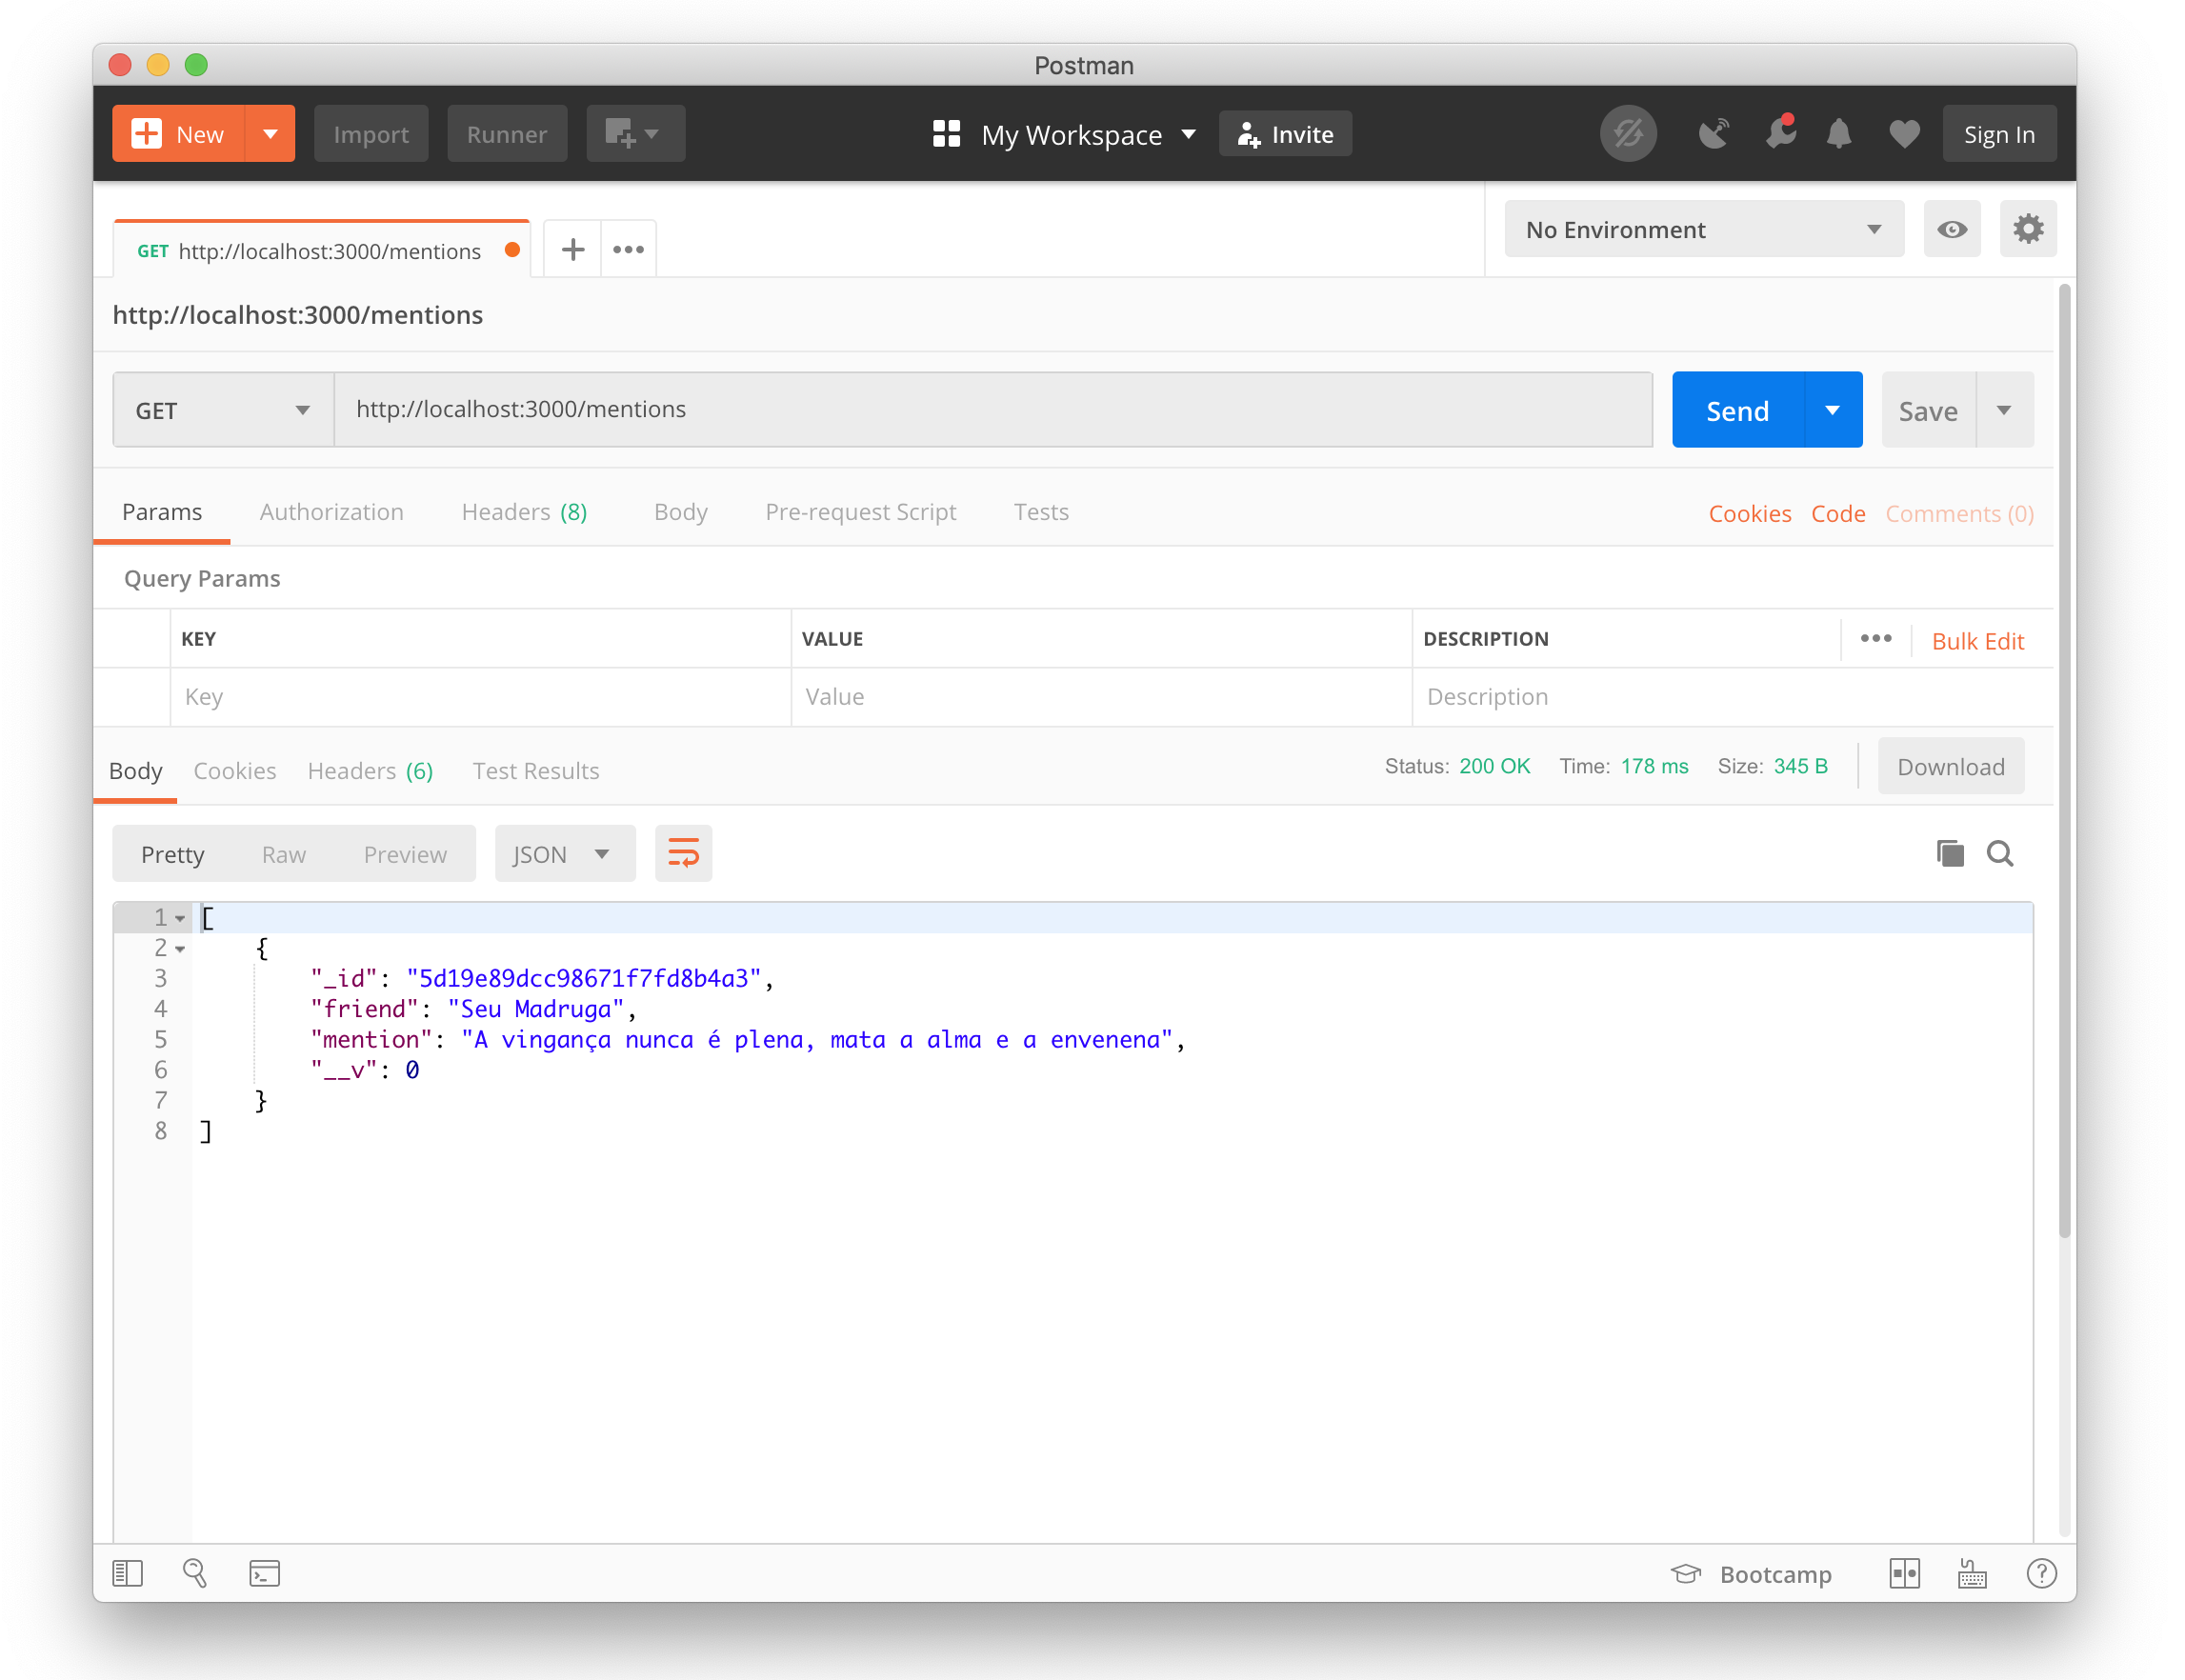 Postman
New Import Runner My Workspace Invite Sign In
GET http://localhost:3000/mentions No Environment
http://localhost:3000/mentions
GET http://localhost:3000/mentions Send Save
Params Authorization Headers (8) Body Pre-request Script Tests Cookies Code Comments (0)
Query Params
KEY VALUE DESCRIPTION Bulk Edit
Key Value Description
Body Cookies Headers (6) Test Results Status: 200 OK Time: 178 ms Size: 345 B Download
Pretty Raw Preview JSON
1 [
2 {
3 "_id": "5d19e89dcc98671f7fd8b4a3",
4 "friend": "Seu Madruga",
5 "mention": "A vingança nunca é plena, mata a alma e a envenena",
6 "__v": 0
7 }
8 ]
Bootcamp